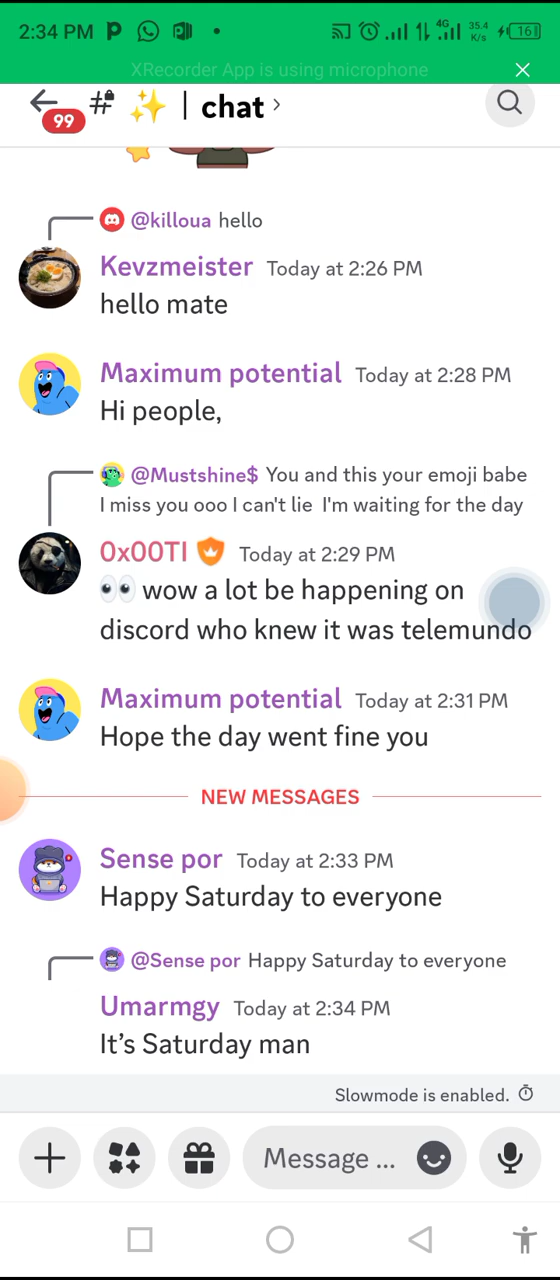 2:34 PM
4G 35.4 K/s 16
XRecorder App is using microphone
99 # | chat
@killoua hello
Kevzmeister Today at 2:26 PM
hello mate
Maximum potential Today at 2:28 PM
Hi people,
@Mustshine$ You and this your emoji babe
I miss you ooo I can't lie I'm waiting for the day
0x00TI Today at 2:29 PM
👀 wow a lot be happening on
discord who knew it was telemundo
Maximum potential Today at 2:31 PM
Hope the day went fine you
NEW MESSAGES
Sense por Today at 2:33 PM
Happy Saturday to everyone
@Sense por Happy Saturday to everyone
Umarmgy Today at 2:34 PM
It’s Saturday man
Slowmode is enabled.
Message ...